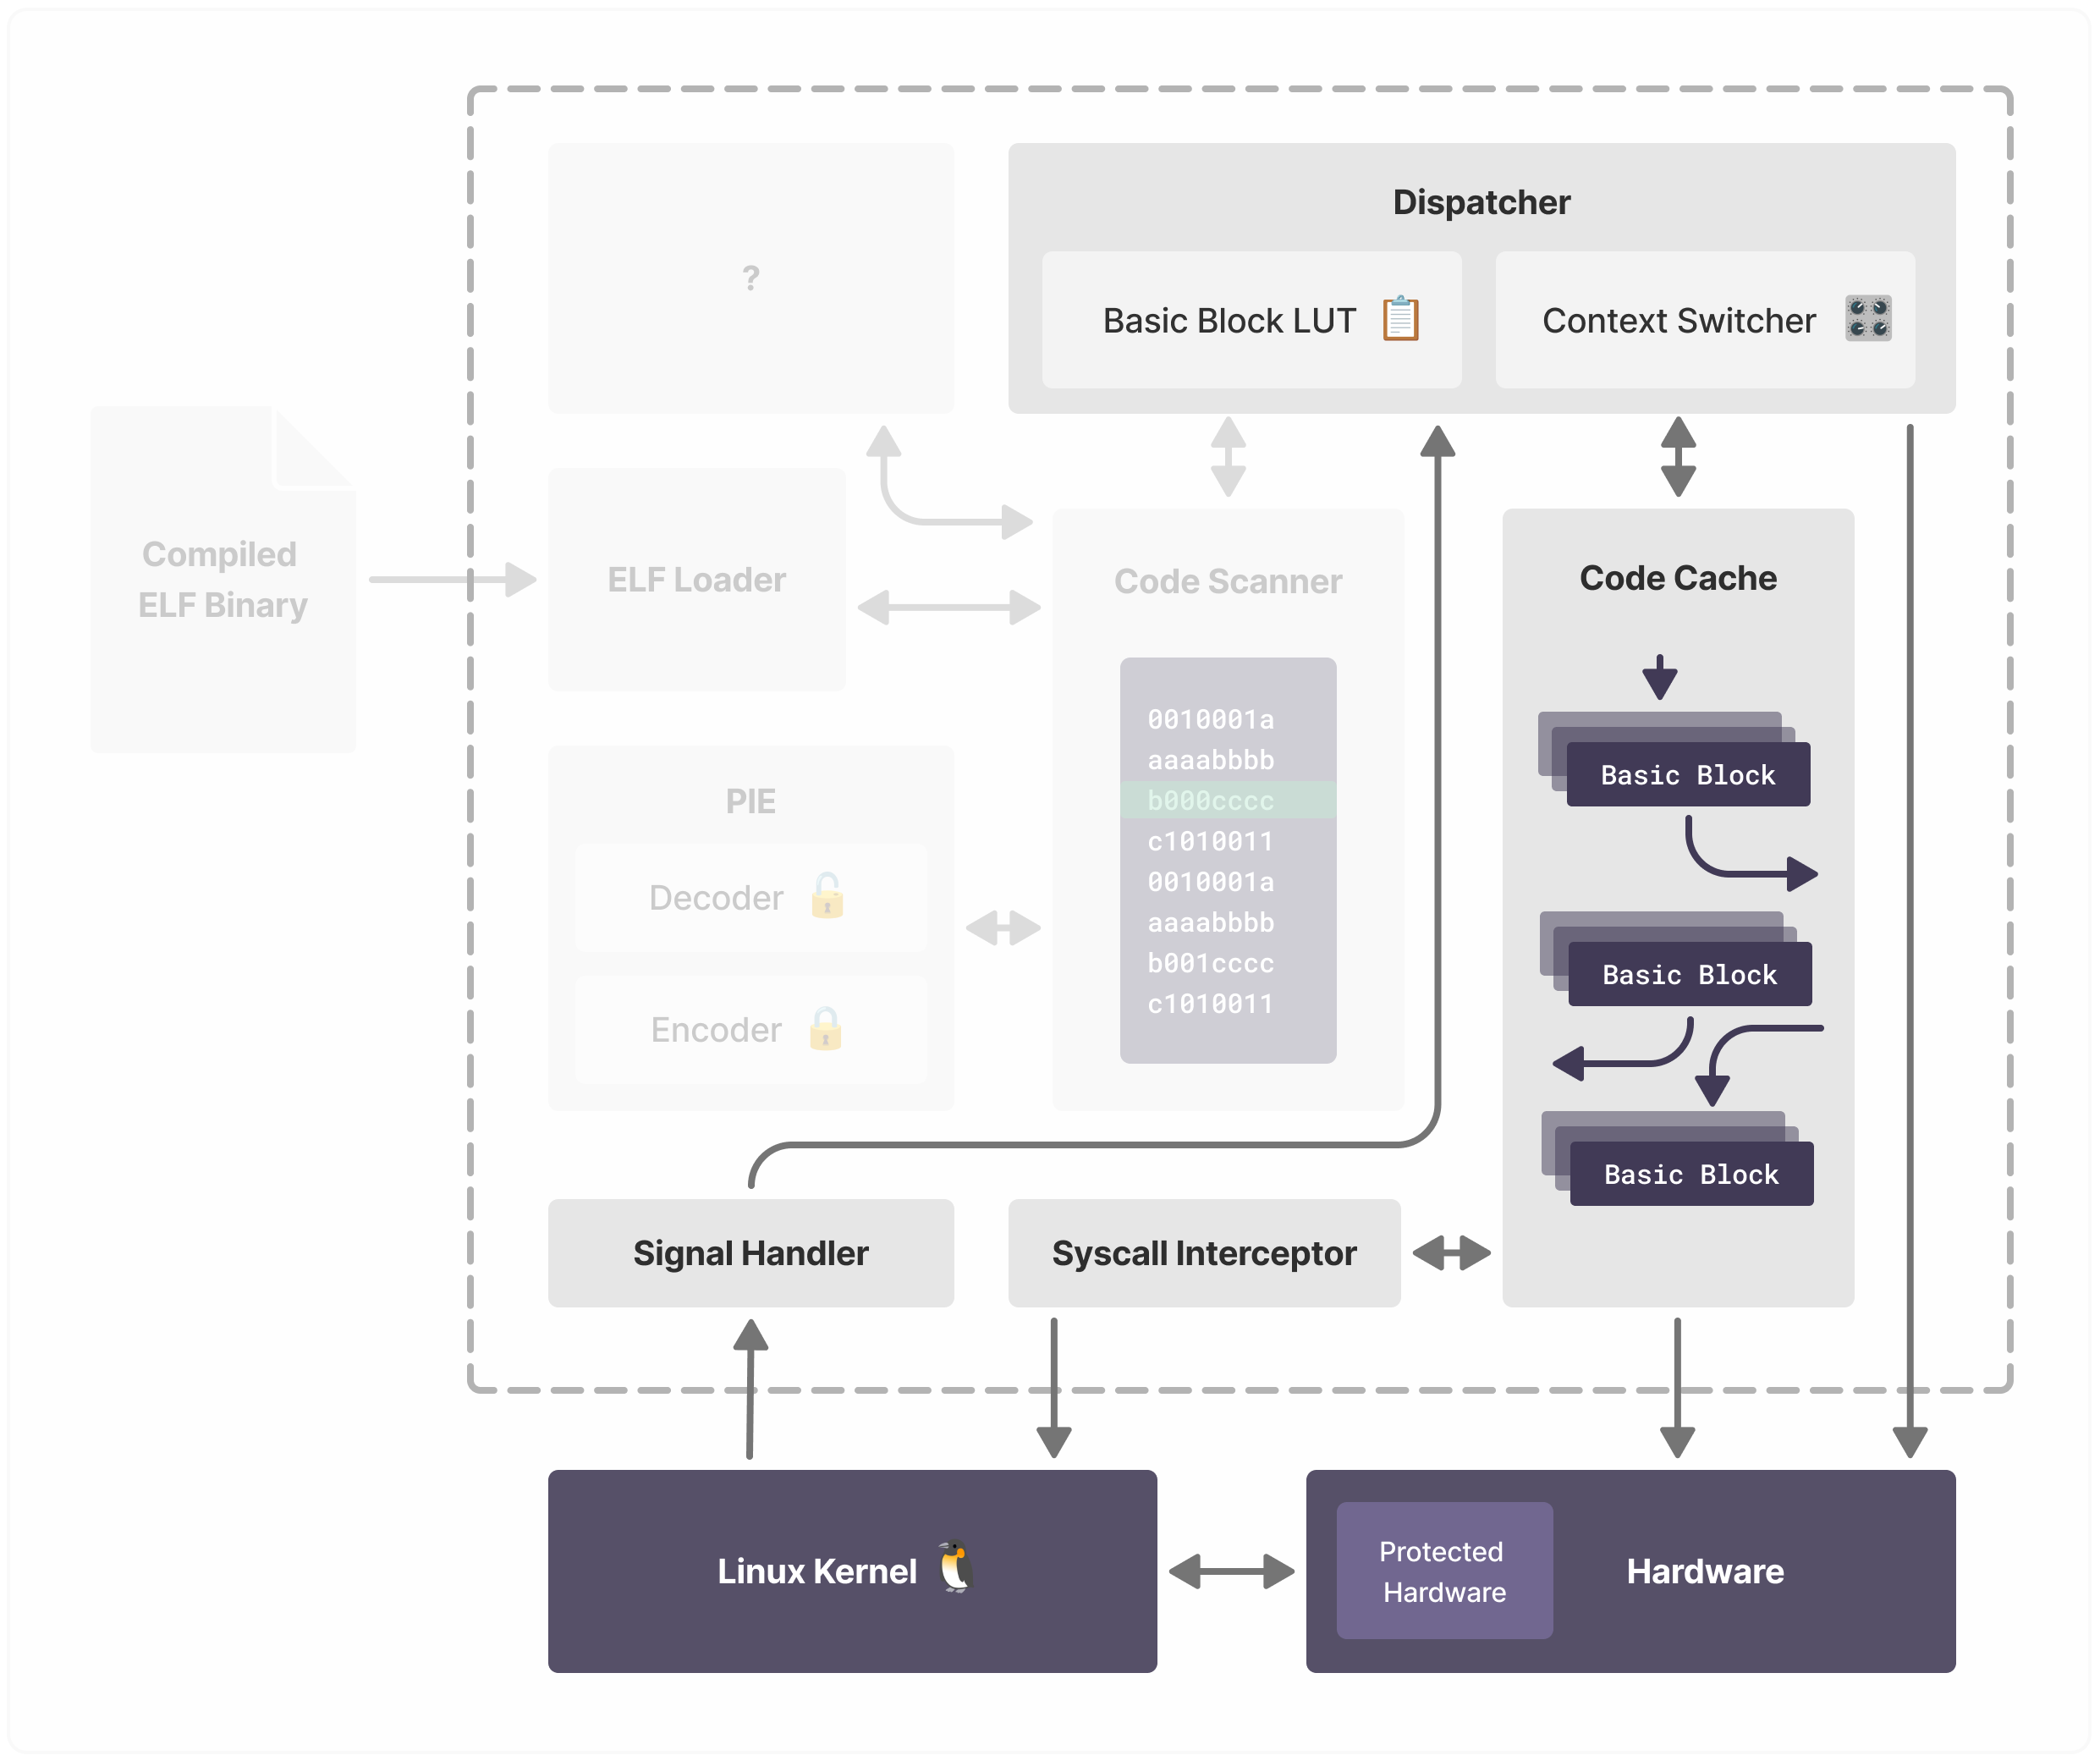 ?
Dispatcher
Basic Block LUT
Context Switcher
Compiled
ELF Binary
ELF Loader
Code Scanner
0010001a
aaaabbbb
b000cccc
c1010011
0010001a
aaaabbbb
b001cccc
c1010011
Code Cache
Basic Block
Basic Block
Basic Block
PIE
Decoder
Encoder
Signal Handler
Syscall Interceptor
Linux Kernel
Protected
Hardware
Hardware